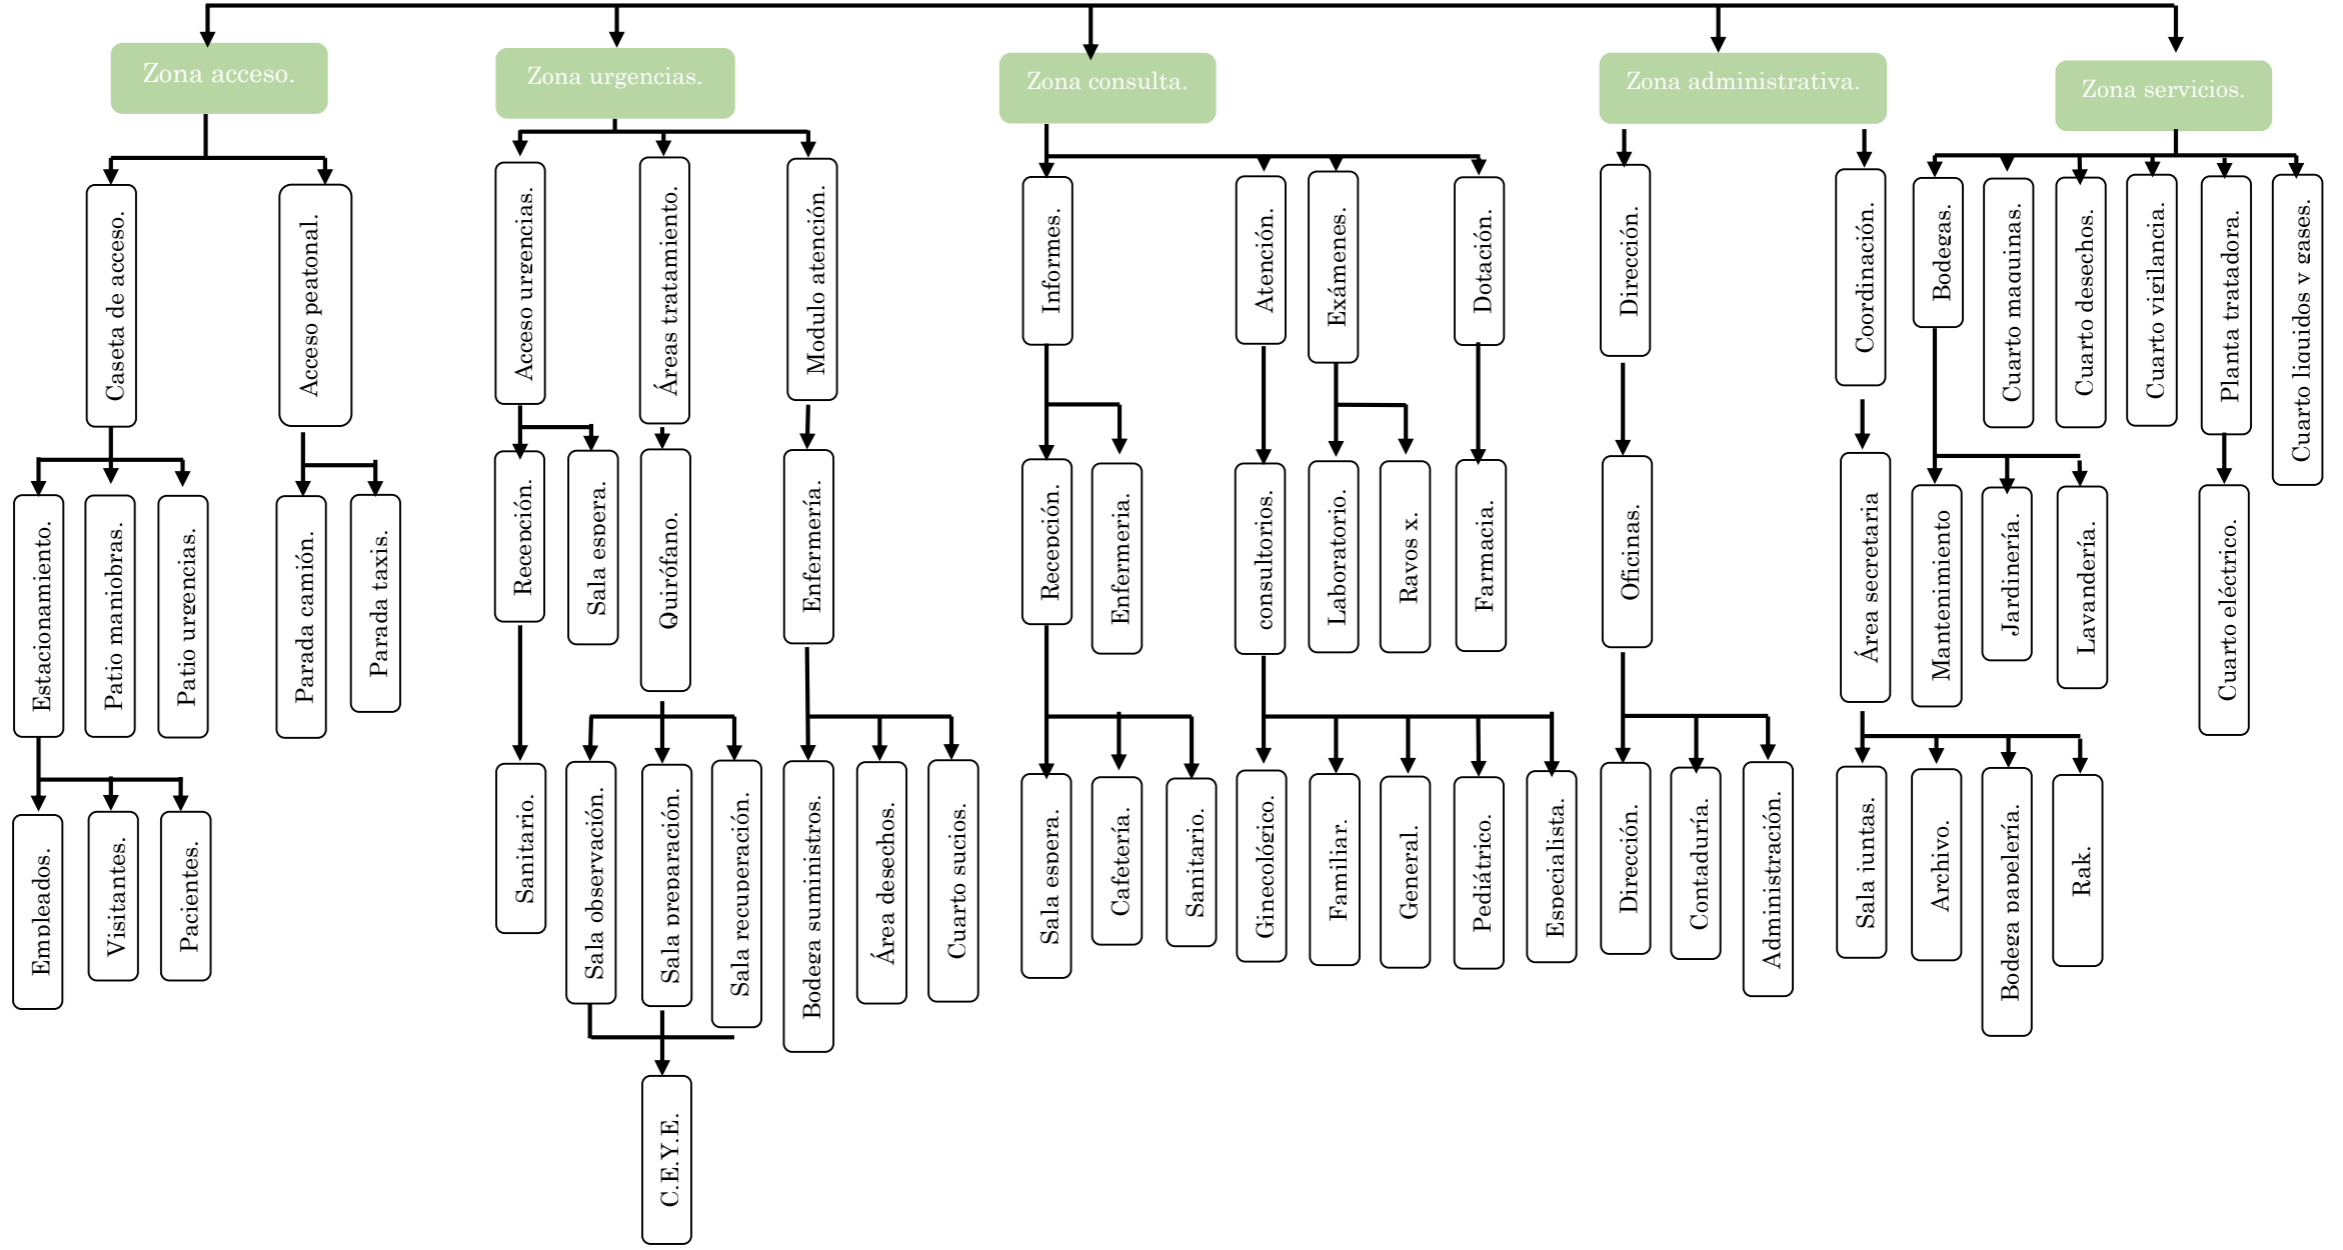 Zona acceso.
Zona urgencias.
Zona consulta.
Zona administrativa.
Zona servicios.
Caseta de acceso.
Acceso peatonal.
Acceso urgencias.
Áreas tratamiento.
Modulo atención.
Informes.
Atención.
Exámenes.
Dotación.
Dirección.
Coordinación.
Bodegas.
Cuarto maquinas.
Cuarto desechos.
Cuarto vigilancia.
Planta tratadora.
Cuarto liquidos y gases.
Estacionamiento.
Patio maniobras.
Patio urgencias.
Parada camión.
Parada taxis.
Recepción.
Sala espera.
Quirófano.
Enfermería.
Recepción.
Enfermeria.
consultorios.
Laboratorio.
Rayos x.
Farmacia.
Oficinas.
Área secretaria
Mantenimiento
Jardinería.
Lavandería.
Cuarto eléctrico.
Empleados.
Visitantes.
Pacientes.
Sanitario.
Sala observación.
Sala preparación.
Sala recuperación.
Bodega suministros.
Área desechos.
Cuarto sucios.
Sala espera.
Cafetería.
Sanitario.
Ginecológico.
Familiar.
General.
Pediátrico.
Especialista.
Dirección.
Contaduría.
Administración.
Sala juntas.
Archivo.
Bodega papelería.
Rak.
C.E.Y.E.